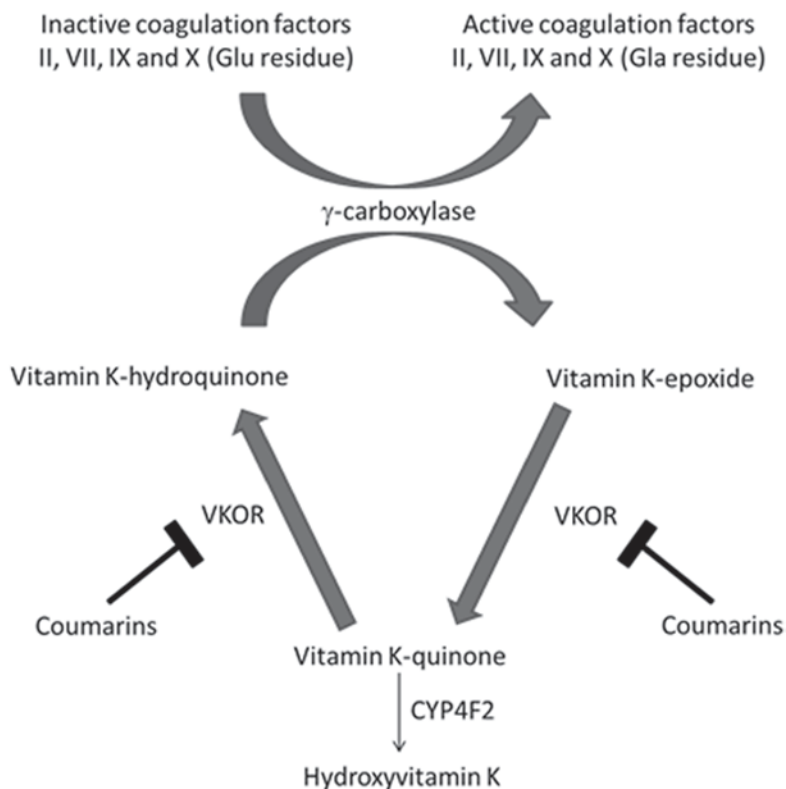 Inactive coagulation factors
II, VII, IX and X (Glu residue)
Active coagulation factors
II, VII, IX and X (Gla residue)
γ-carboxylase
Vitamin K-hydroquinone
Vitamin K-epoxide
VKOR
VKOR
Coumarins
Coumarins
Vitamin K-quinone
CYP4F2
Hydroxyvitamin K